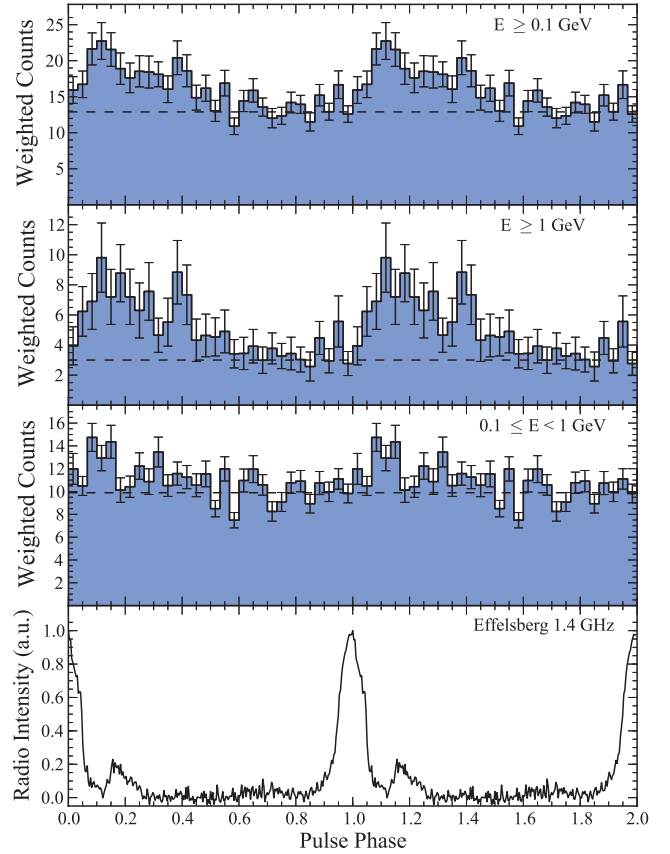 E ≥ 0.1 GeV
25
20
15
10
5
Weighted Counts
E ≥ 1 GeV
12
10
8
6
4
2
Weighted Counts
0.1 ≤ E < 1 GeV
16
14
12
10
8
6
4
2
Weighted Counts
Effelsberg 1.4 GHz
1.0
0.8
0.6
0.4
0.2
0.0
Radio Intensity (a.u.)
0.0 0.2 0.4 0.6 0.8 1.0 1.2 1.4 1.6 1.8 2.0
Pulse Phase